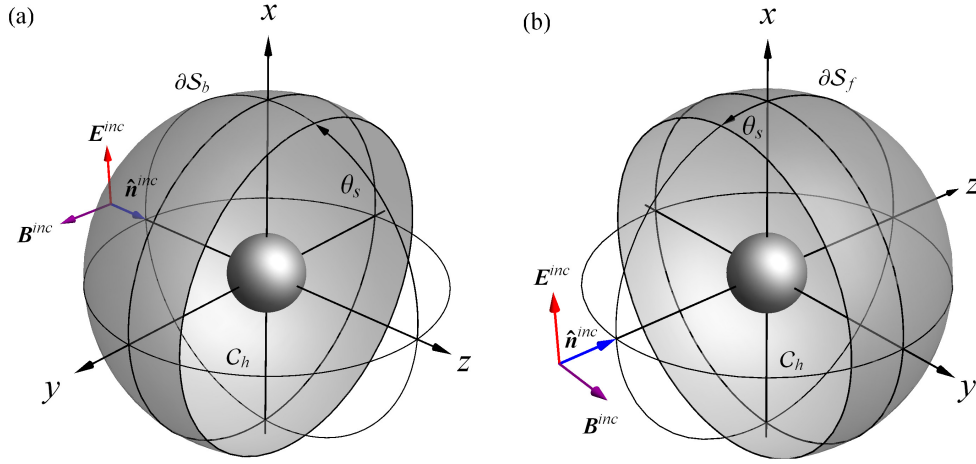 (a)
x
∂S_b
E^inc
n̂^inc
B^inc
θ_s
C_h
y
z
(b)
x
∂S_f
θ_s
z
E^inc
n̂^inc
B^inc
C_h
y